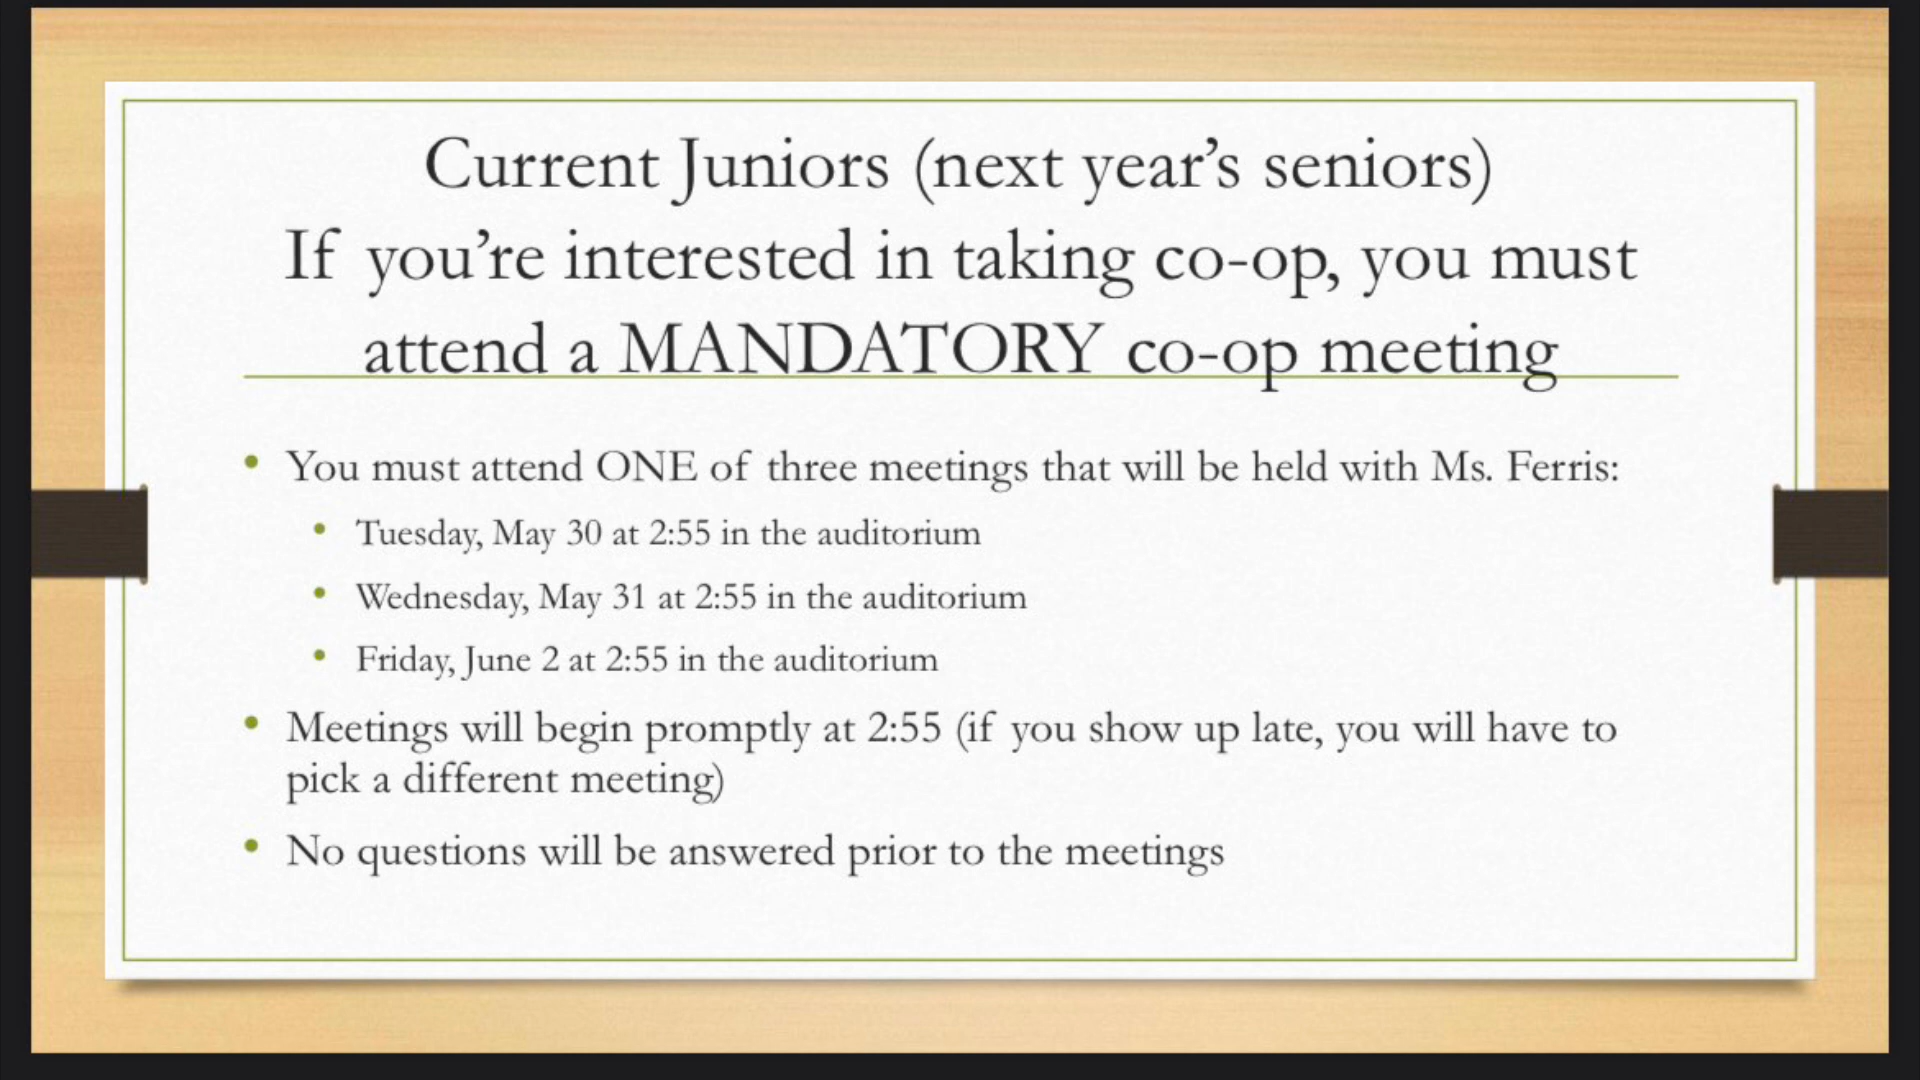 Current Juniors (next year’s seniors)
If you’re interested in taking co-op, you must
attend a MANDATORY co-op meeting
• You must attend ONE of three meetings that will be held with Ms. Ferris:
• Tuesday, May 30 at 2:55 in the auditorium
• Wednesday, May 31 at 2:55 in the auditorium
• Friday, June 2 at 2:55 in the auditorium
• Meetings will begin promptly at 2:55 (if you show up late, you will have to
pick a different meeting)
• No questions will be answered prior to the meetings